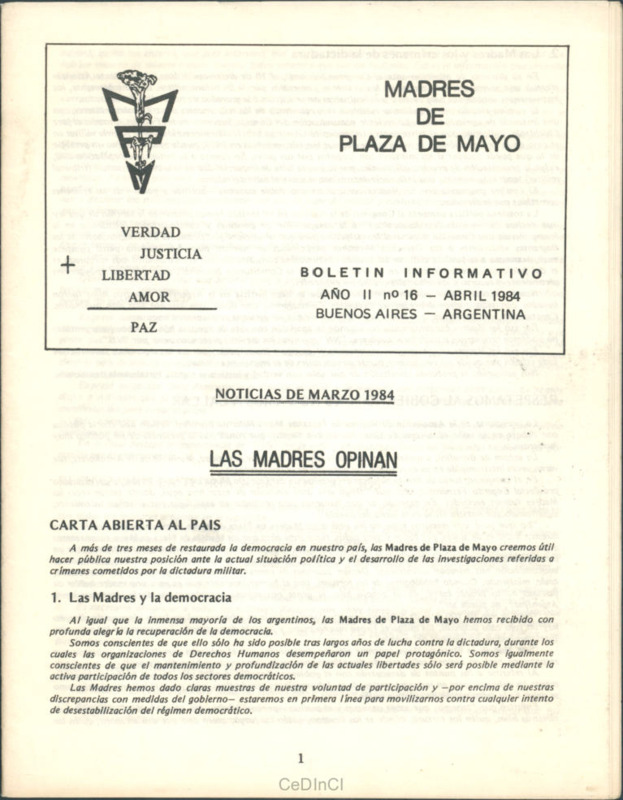 MADRES
DE
PLAZA DE MAYO
VERDAD
JUSTICIA
+
LIBERTAD
AMOR
PAZ
BOLETIN INFORMATIVO
AÑO II nº 16 — ABRIL 1984
BUENOS AIRES — ARGENTINA
NOTICIAS DE MARZO 1984
LAS MADRES OPINAN
CARTA ABIERTA AL PAIS
A más de tres meses de restaurada la democracia en nuestro país, las Madres de Plaza de Mayo creemos útil
hacer pública nuestra posición ante la actual situación política y el desarrollo de las investigaciones referidas a
crímenes cometidos por la dictadura militar.
1. Las Madres y la democracia
Al igual que la inmensa mayoría de los argentinos, las Madres de Plaza de Mayo hemos recibido con
profunda alegría la recuperación de la democracia.
Somos conscientes de que ello sólo ha sido posible tras largos años de lucha contra la dictadura, durante los
cuales las organizaciones de Derechos Humanos desempeñaron un papel protagónico. Somos igualmente
conscientes de que el mantenimiento y profundización de las actuales libertades sólo será posible mediante la
activa participación de todos los sectores democráticos.
Las Madres hemos dado claras muestras de nuestra voluntad de participación y —por encima de nuestras
discrepancias con medidas del gobierno— estaremos en primera línea para movilizarnos contra cualquier intento
de desestabilización del régimen democrático.
1
CeDInCI